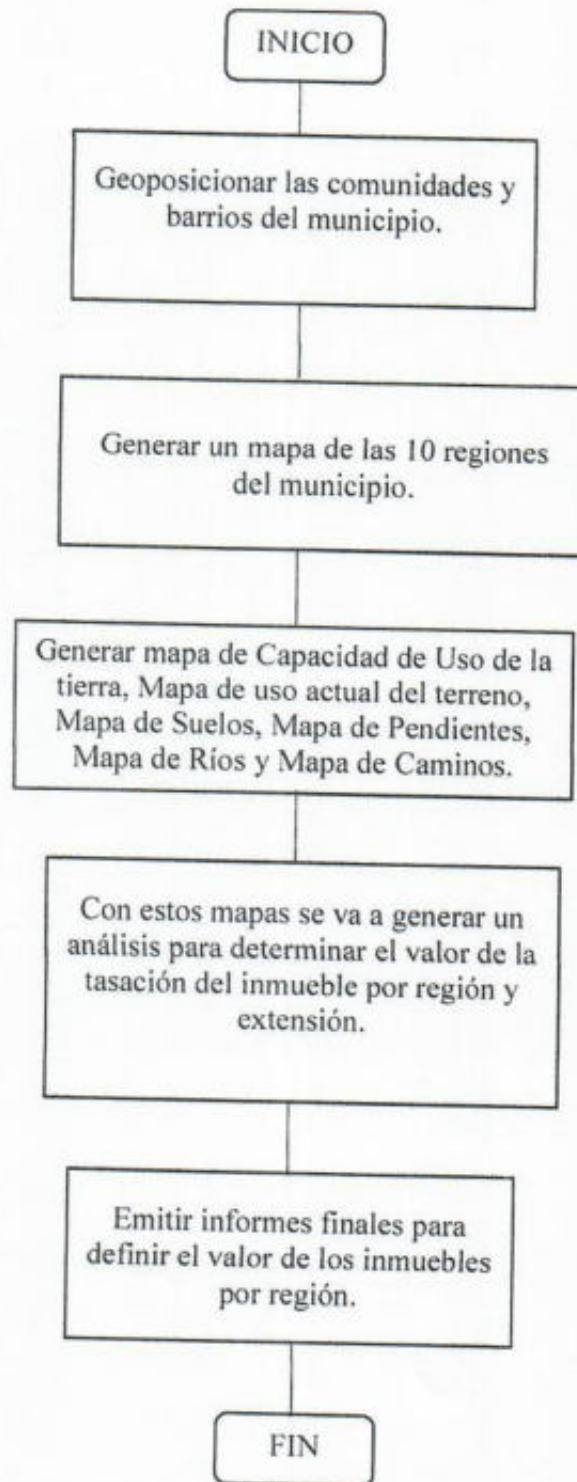 INICIO
Geoposicionar las comunidades y
barrios del municipio.
Generar un mapa de las 10 regiones
del municipio.
Generar mapa de Capacidad de Uso de la
tierra, Mapa de uso actual del terreno,
Mapa de Suelos, Mapa de Pendientes,
Mapa de Ríos y Mapa de Caminos.
Con estos mapas se va a generar un
análisis para determinar el valor de la
tasación del inmueble por región y
extensión.
Emitir informes finales para
definir el valor de los inmuebles
por región.
FIN